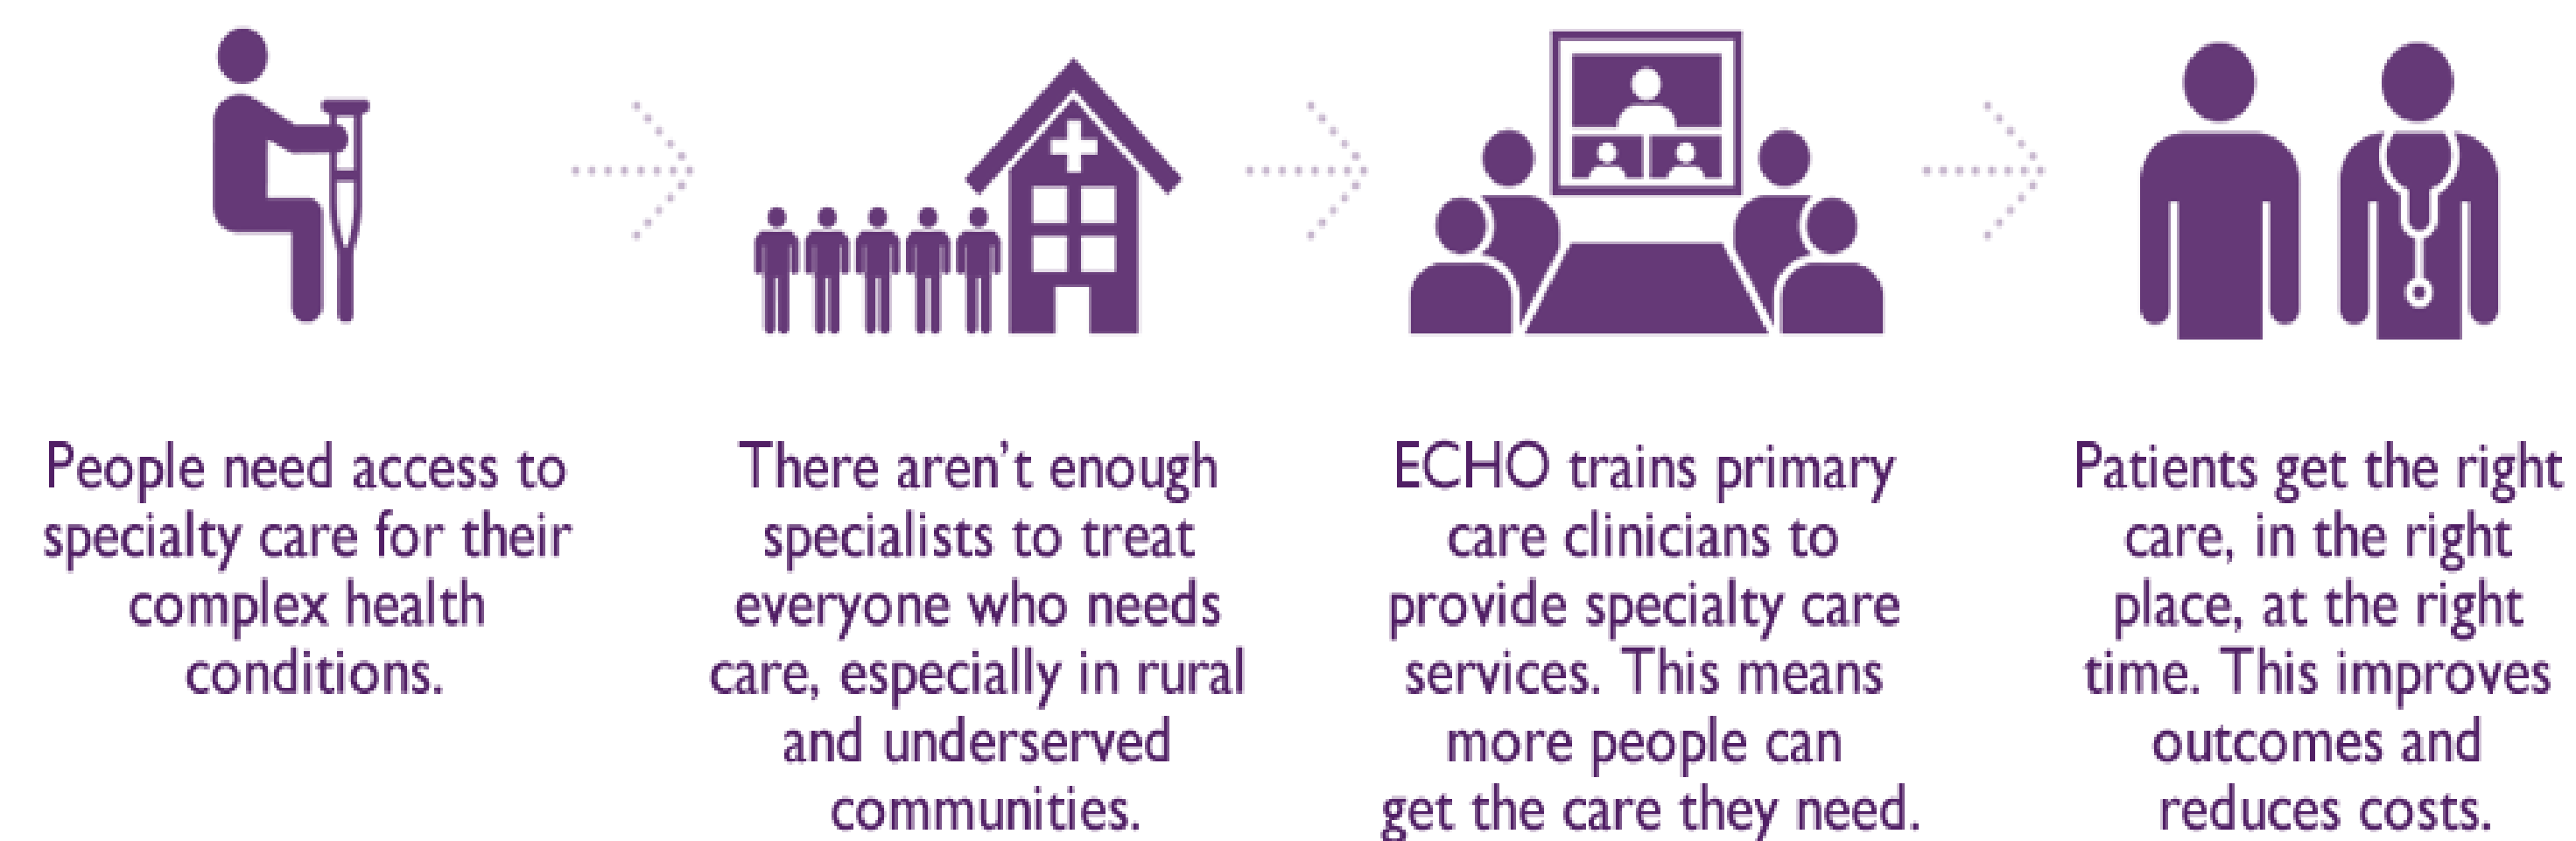 People need access to
specialty care for their
complex health
conditions.
There aren't enough
specialists to treat
everyone who needs
care, especially in rural
and underserved
communities.
ECHO trains primary
care clinicians to
provide specialty care
services. This means
more people can
get the care they need.
Patients get the right
care, in the right
place, at the right
time. This improves
outcomes and
reduces costs.